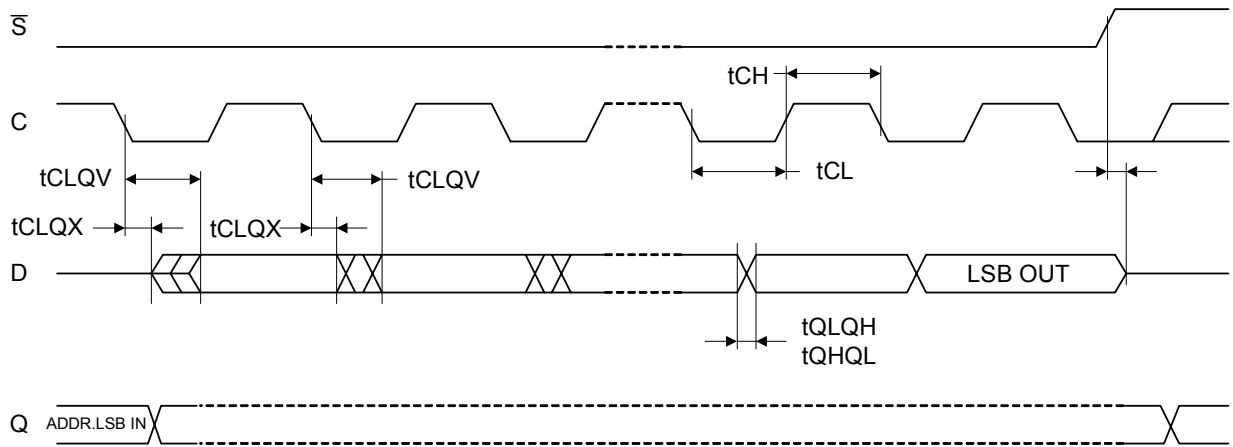 S̅
tCH
C
tCLQV
tCLQV
tCL
tCLQX
tCLQX
D
LSB OUT
tQLQH
tQHQL
Q
ADDR.LSB IN